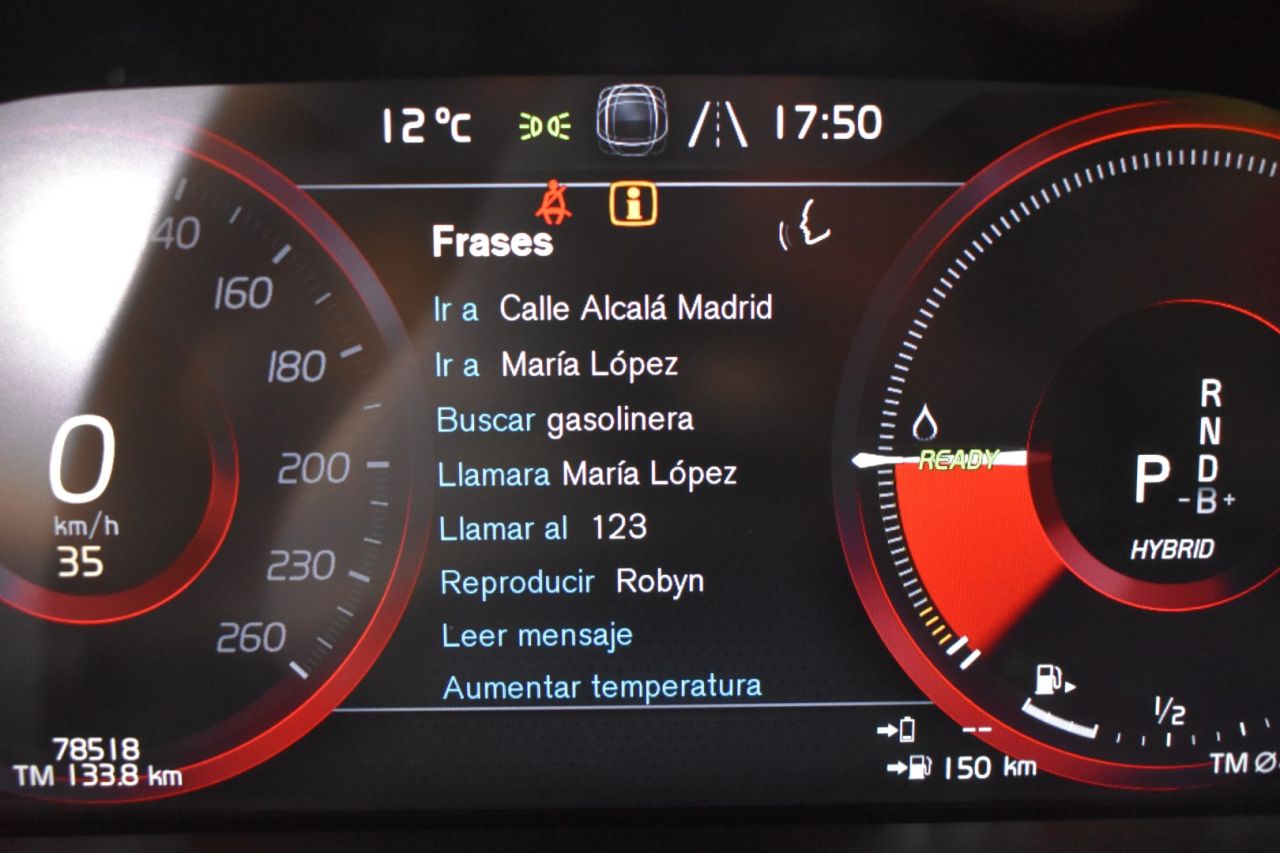 12°C
17:50
Frases
Ir a Calle Alcalá Madrid
Ir a María López
Buscar gasolinera
Llamara María López
Llamar al 123
Reproducir Robyn
Leer mensaje
Aumentar temperatura
40
160
180
200
230
260
0
km/h
35
78518
TM 133.8 km
READY
R
N
D
P
-B+
HYBRID
1/2
--
150 km
TM Ø